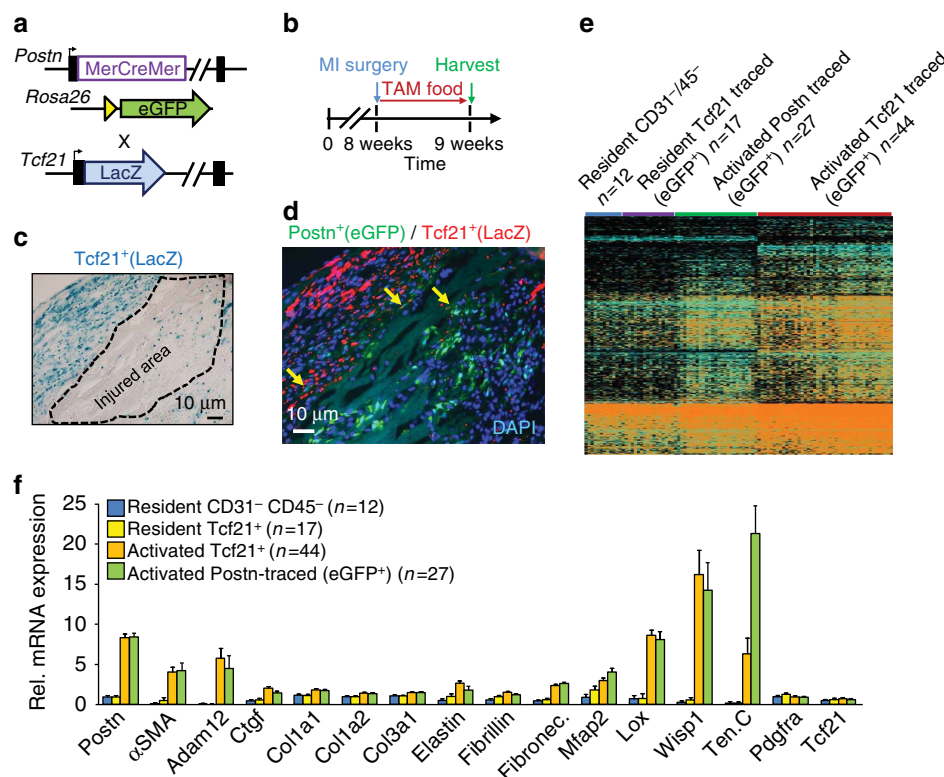 a
Postn
MerCreMer
Rosa26
eGFP
X
Tcf21
LacZ
b
MI surgery
Harvest
TAM food
0 8 weeks 9 weeks
Time
c
Tcf21⁺(LacZ)
Injured area
10 μm
d
Postn⁺(eGFP) / Tcf21⁺(LacZ)
10 μm
DAPI
e
Resident CD31⁻/45⁻
n=12
Resident Tcf21 traced
(eGFP⁺) n=17
Activated Postn traced
(eGFP⁺) n=27
Activated Tcf21 traced
(eGFP⁺) n=44
f
Rel. mRNA expression
25
20
15
10
5
0
Resident CD31⁻ CD45⁻ (n=12)
Resident Tcf21⁺ (n=17)
Activated Tcf21⁺ (n=44)
Activated Postn-traced (eGFP⁺) (n=27)
Postn
αSMA
Adam12
Ctgf
Col1a1
Col1a2
Col3a1
Elastin
Fibrillin
Fibronec.
Mfap2
Lox
Wisp1
Ten.C
Pdgfra
Tcf21